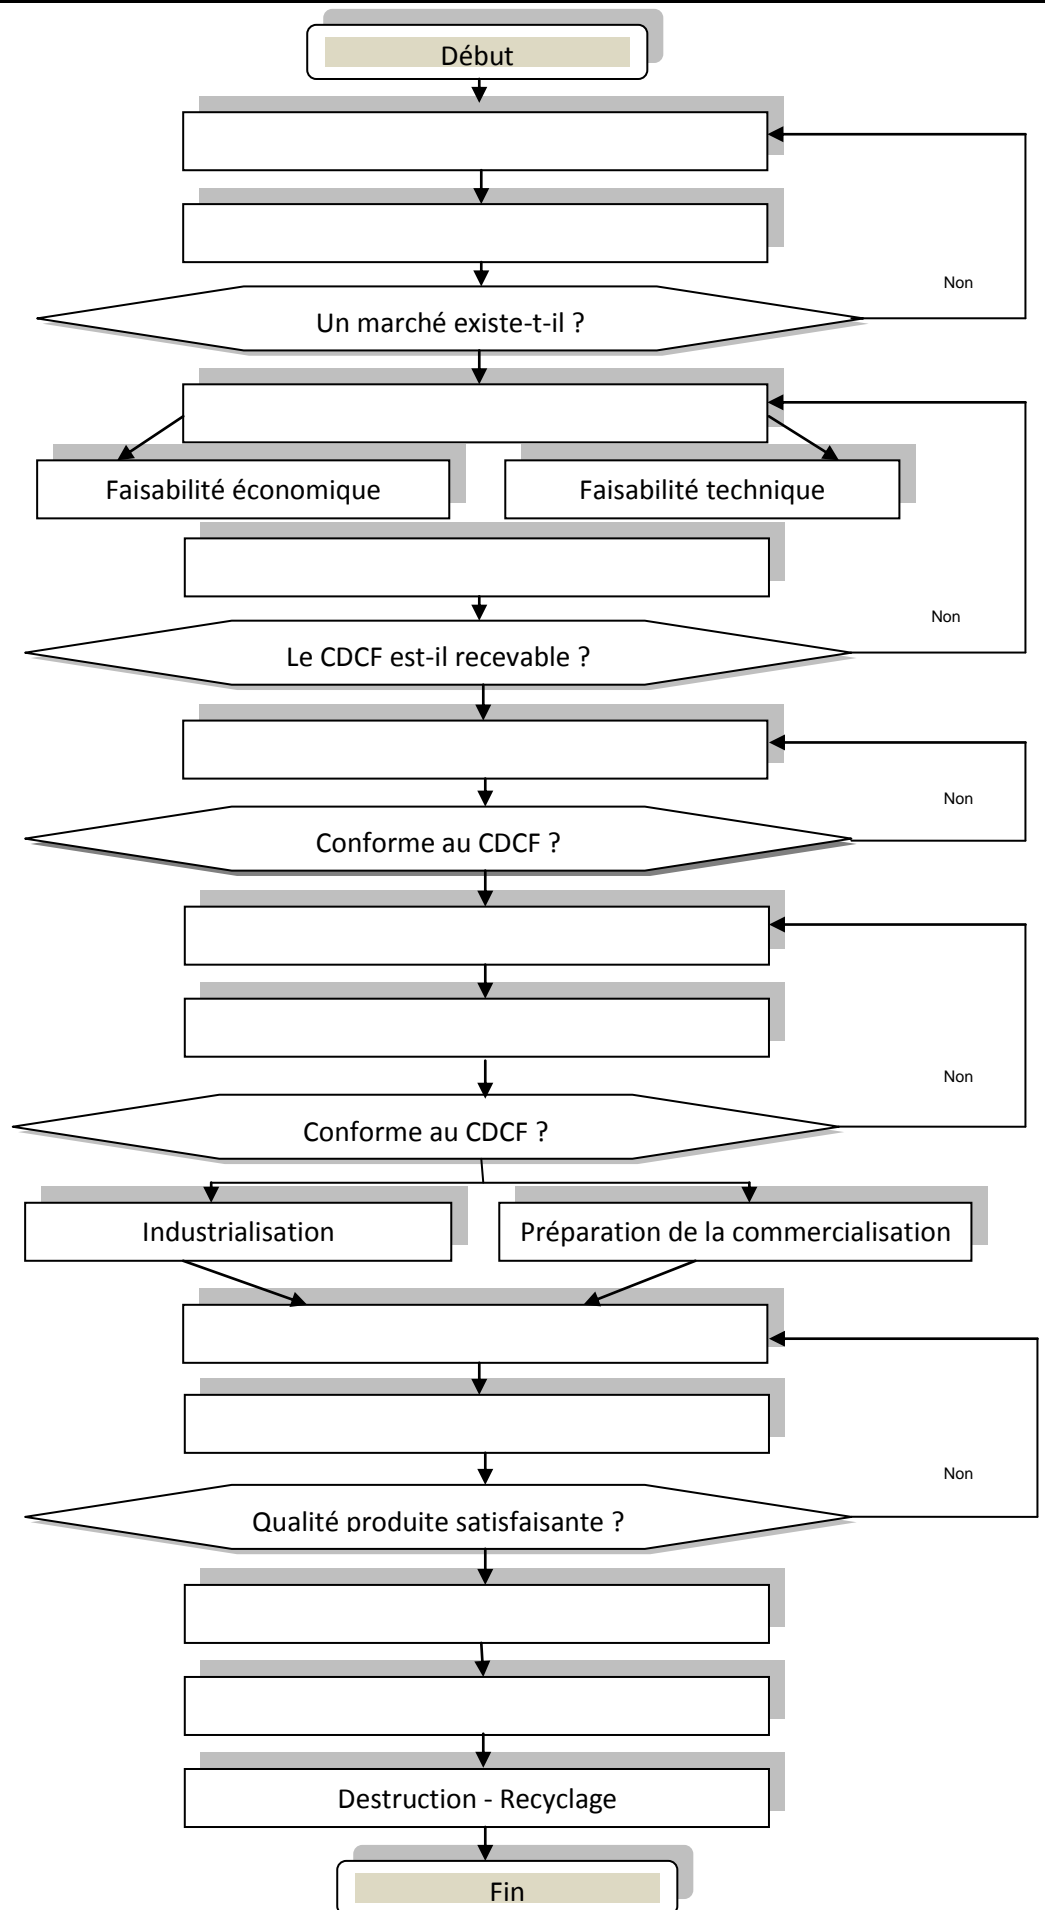 Début
Non
Un marché existe-t-il ?
Faisabilité économique
Faisabilité technique
Non
Le CDCF est-il recevable ?
Non
Conforme au CDCF ?
Non
Conforme au CDCF ?
Industrialisation
Préparation de la commercialisation
Non
Qualité produite satisfaisante ?
Destruction - Recyclage
Fin